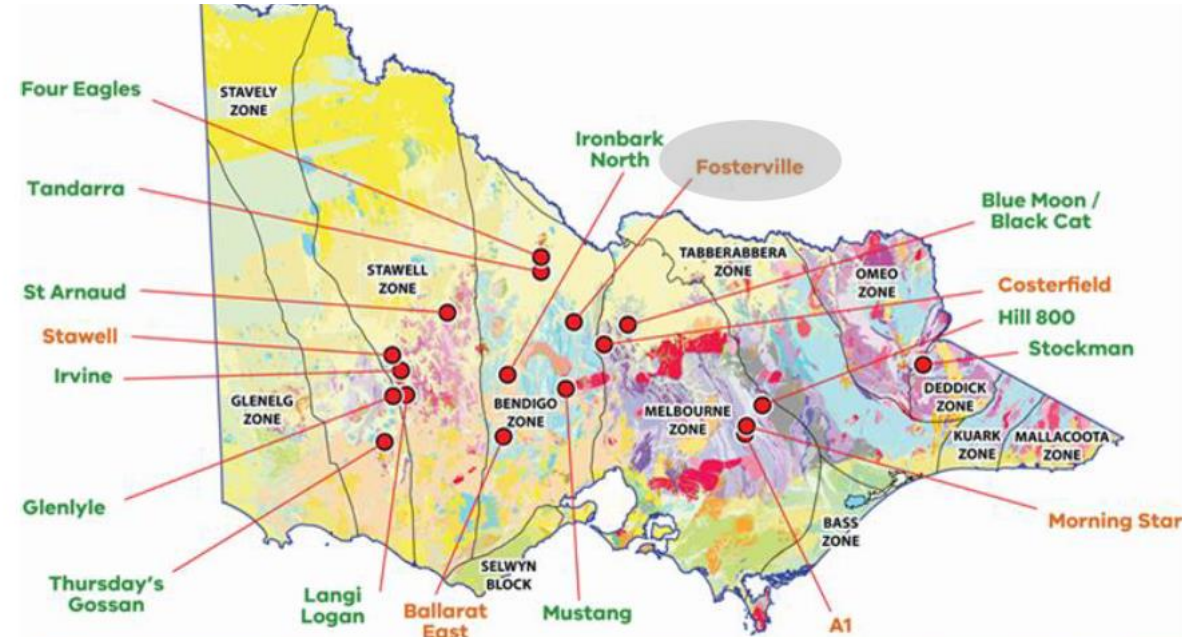 STAVELY
ZONE
Four Eagles
Ironbark
North
Fosterville
Tandarra
Blue Moon /
Black Cat
TABBERABBERA
ZONE
OMEO
ZONE
STAWELL
ZONE
St Arnaud
Costerfield
Hill 800
Stawell
Stockman
Irvine
DEDDICK
ZONE
GLENELG
ZONE
BENDIGO
ZONE
MELBOURNE
ZONE
KUARK
ZONE
MALLACOOTA
ZONE
Glenlyle
Morning Star
BASS
ZONE
SELWYN
BLOCK
Thursday's
Gossan
Langi
Logan
Ballarat
East
Mustang
A1